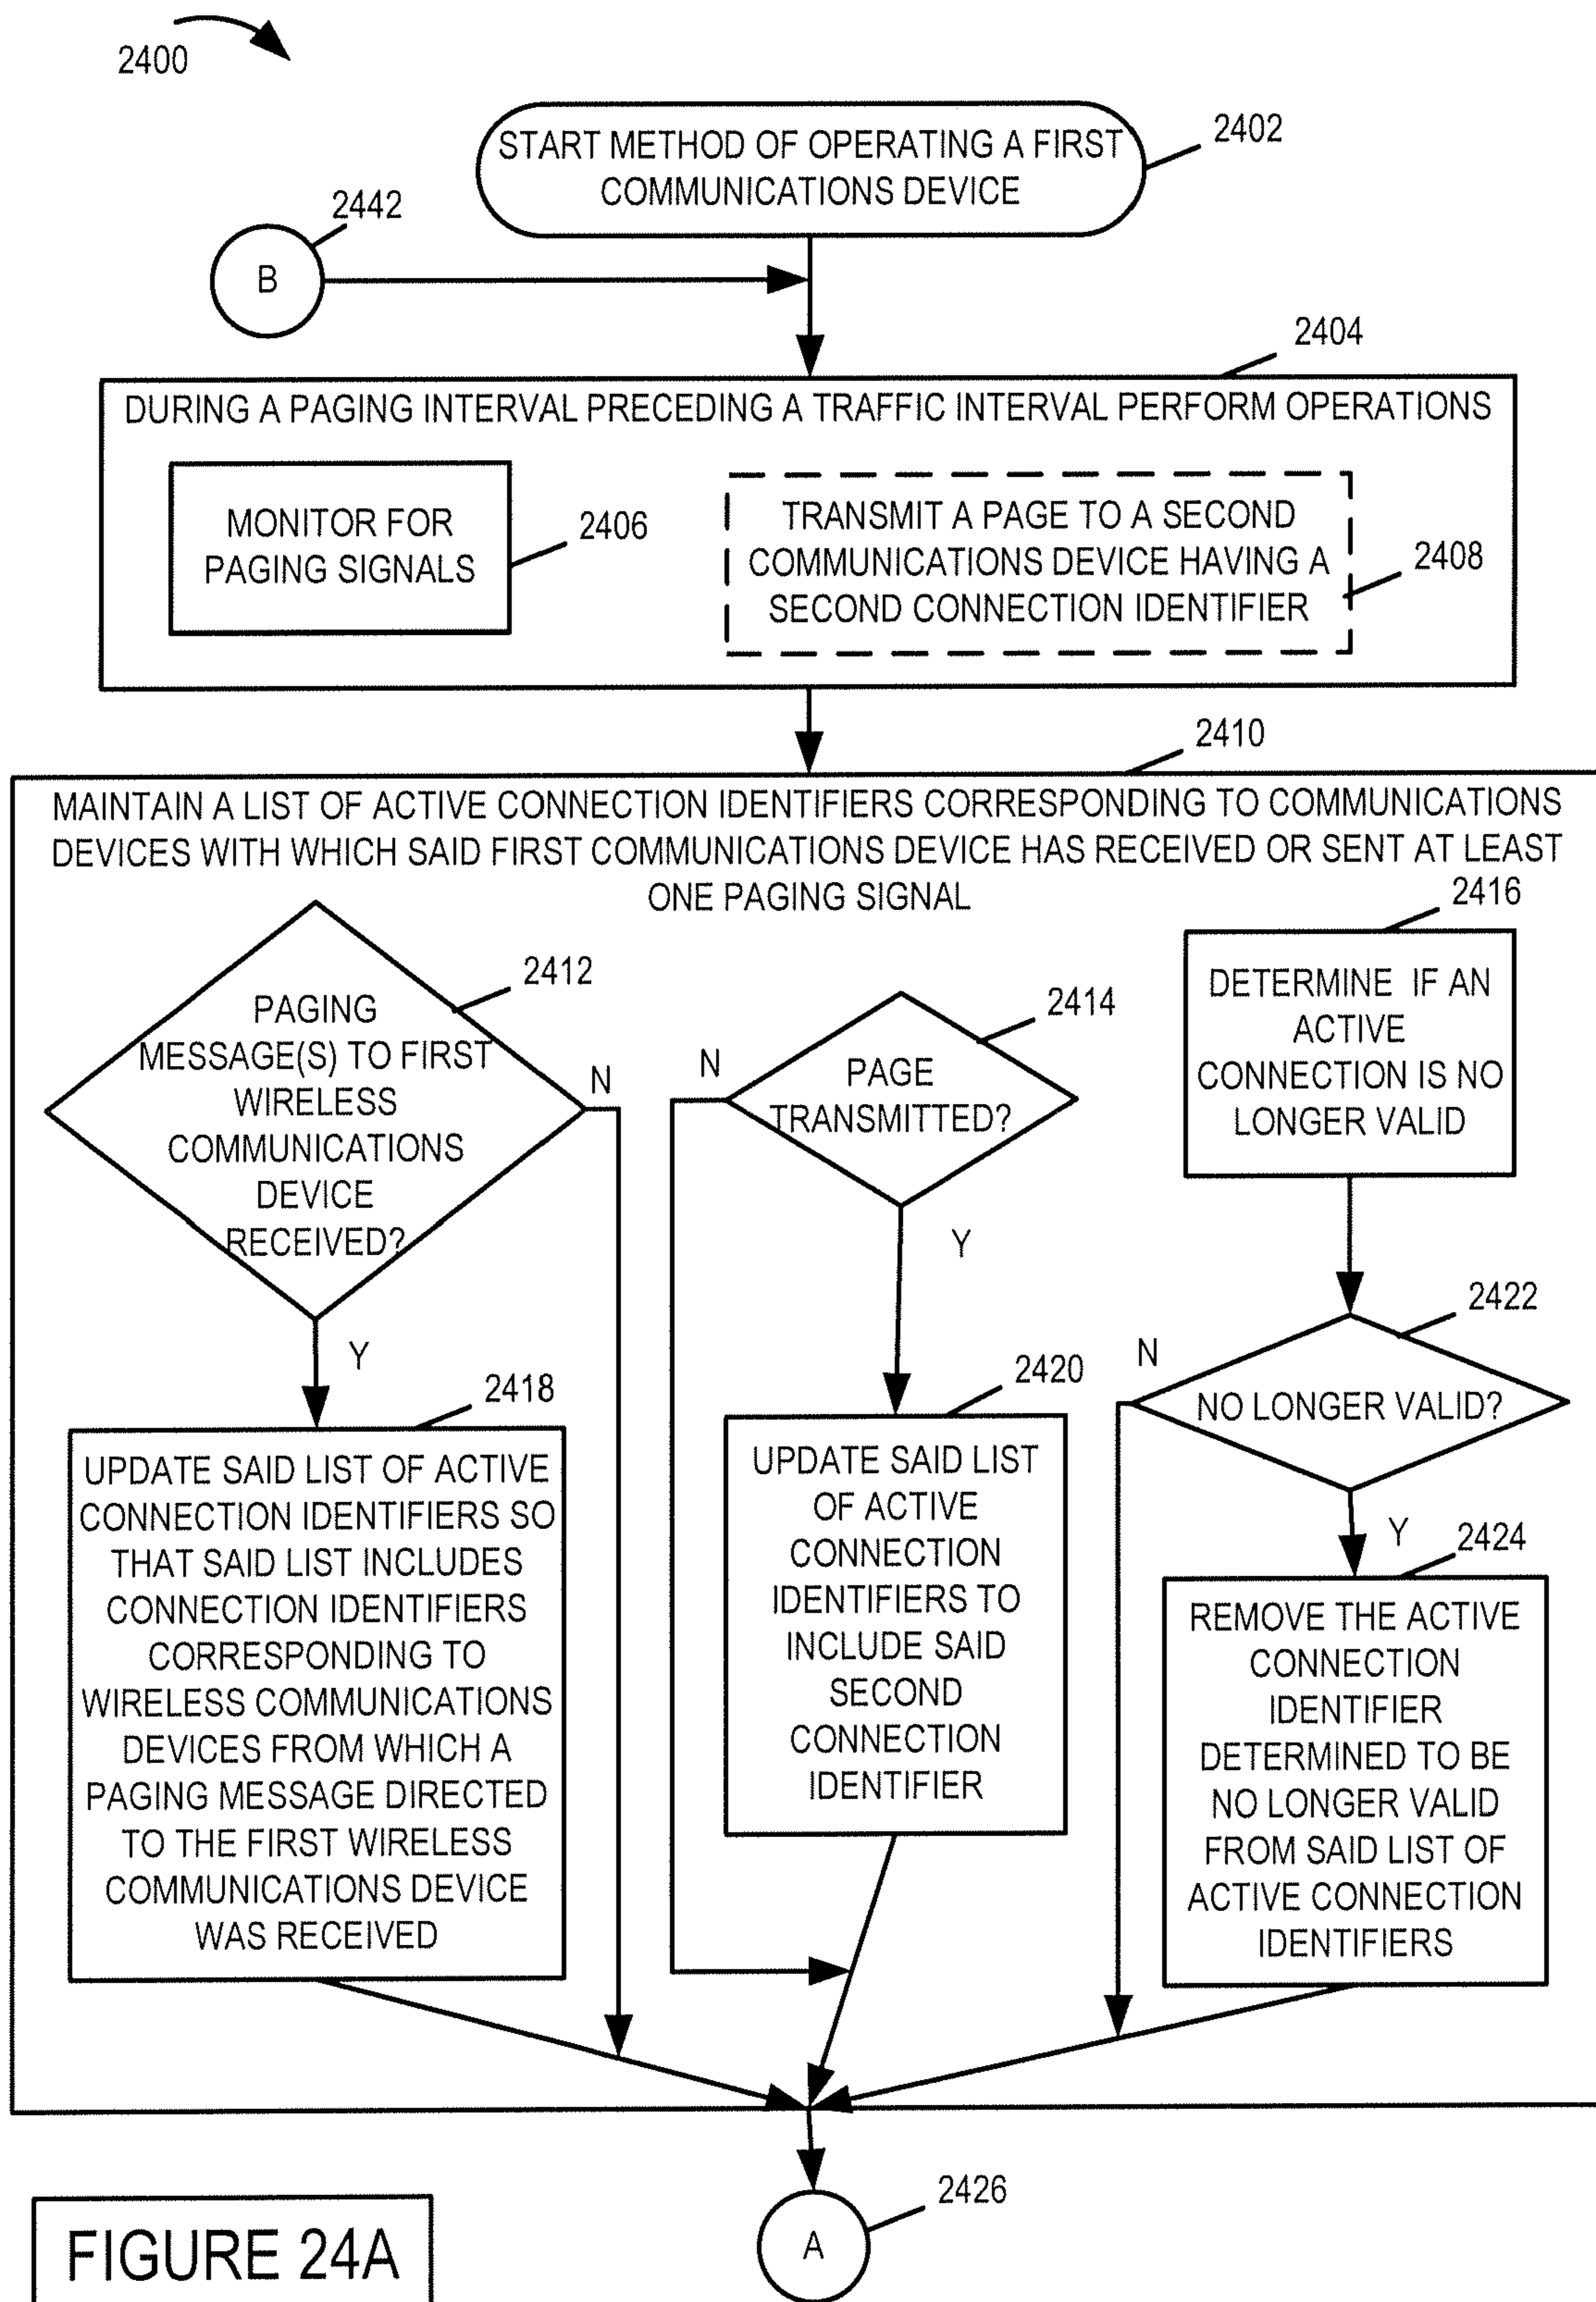 2400
START METHOD OF OPERATING A FIRST
COMMUNICATIONS DEVICE
2402
2442
B
2404
DURING A PAGING INTERVAL PRECEDING A TRAFFIC INTERVAL PERFORM OPERATIONS
MONITOR FOR
PAGING SIGNALS
2406
TRANSMIT A PAGE TO A SECOND
COMMUNICATIONS DEVICE HAVING A
SECOND CONNECTION IDENTIFIER
2408
2410
MAINTAIN A LIST OF ACTIVE CONNECTION IDENTIFIERS CORRESPONDING TO COMMUNICATIONS
DEVICES WITH WHICH SAID FIRST COMMUNICATIONS DEVICE HAS RECEIVED OR SENT AT LEAST
ONE PAGING SIGNAL
2412
PAGING
MESSAGE(S) TO FIRST
WIRELESS
COMMUNICATIONS
DEVICE
RECEIVED?
N
Y
2414
PAGE
TRANSMITTED?
N
Y
2416
DETERMINE IF AN
ACTIVE
CONNECTION IS NO
LONGER VALID
2422
NO LONGER VALID?
N
Y
2418
UPDATE SAID LIST OF ACTIVE
CONNECTION IDENTIFIERS SO
THAT SAID LIST INCLUDES
CONNECTION IDENTIFIERS
CORRESPONDING TO
WIRELESS COMMUNICATIONS
DEVICES FROM WHICH A
PAGING MESSAGE DIRECTED
TO THE FIRST WIRELESS
COMMUNICATIONS DEVICE
WAS RECEIVED
2420
UPDATE SAID LIST
OF ACTIVE
CONNECTION
IDENTIFIERS TO
INCLUDE SAID
SECOND
CONNECTION
IDENTIFIER
2424
REMOVE THE ACTIVE
CONNECTION
IDENTIFIER
DETERMINED TO BE
NO LONGER VALID
FROM SAID LIST OF
ACTIVE CONNECTION
IDENTIFIERS
2426
A
FIGURE 24A